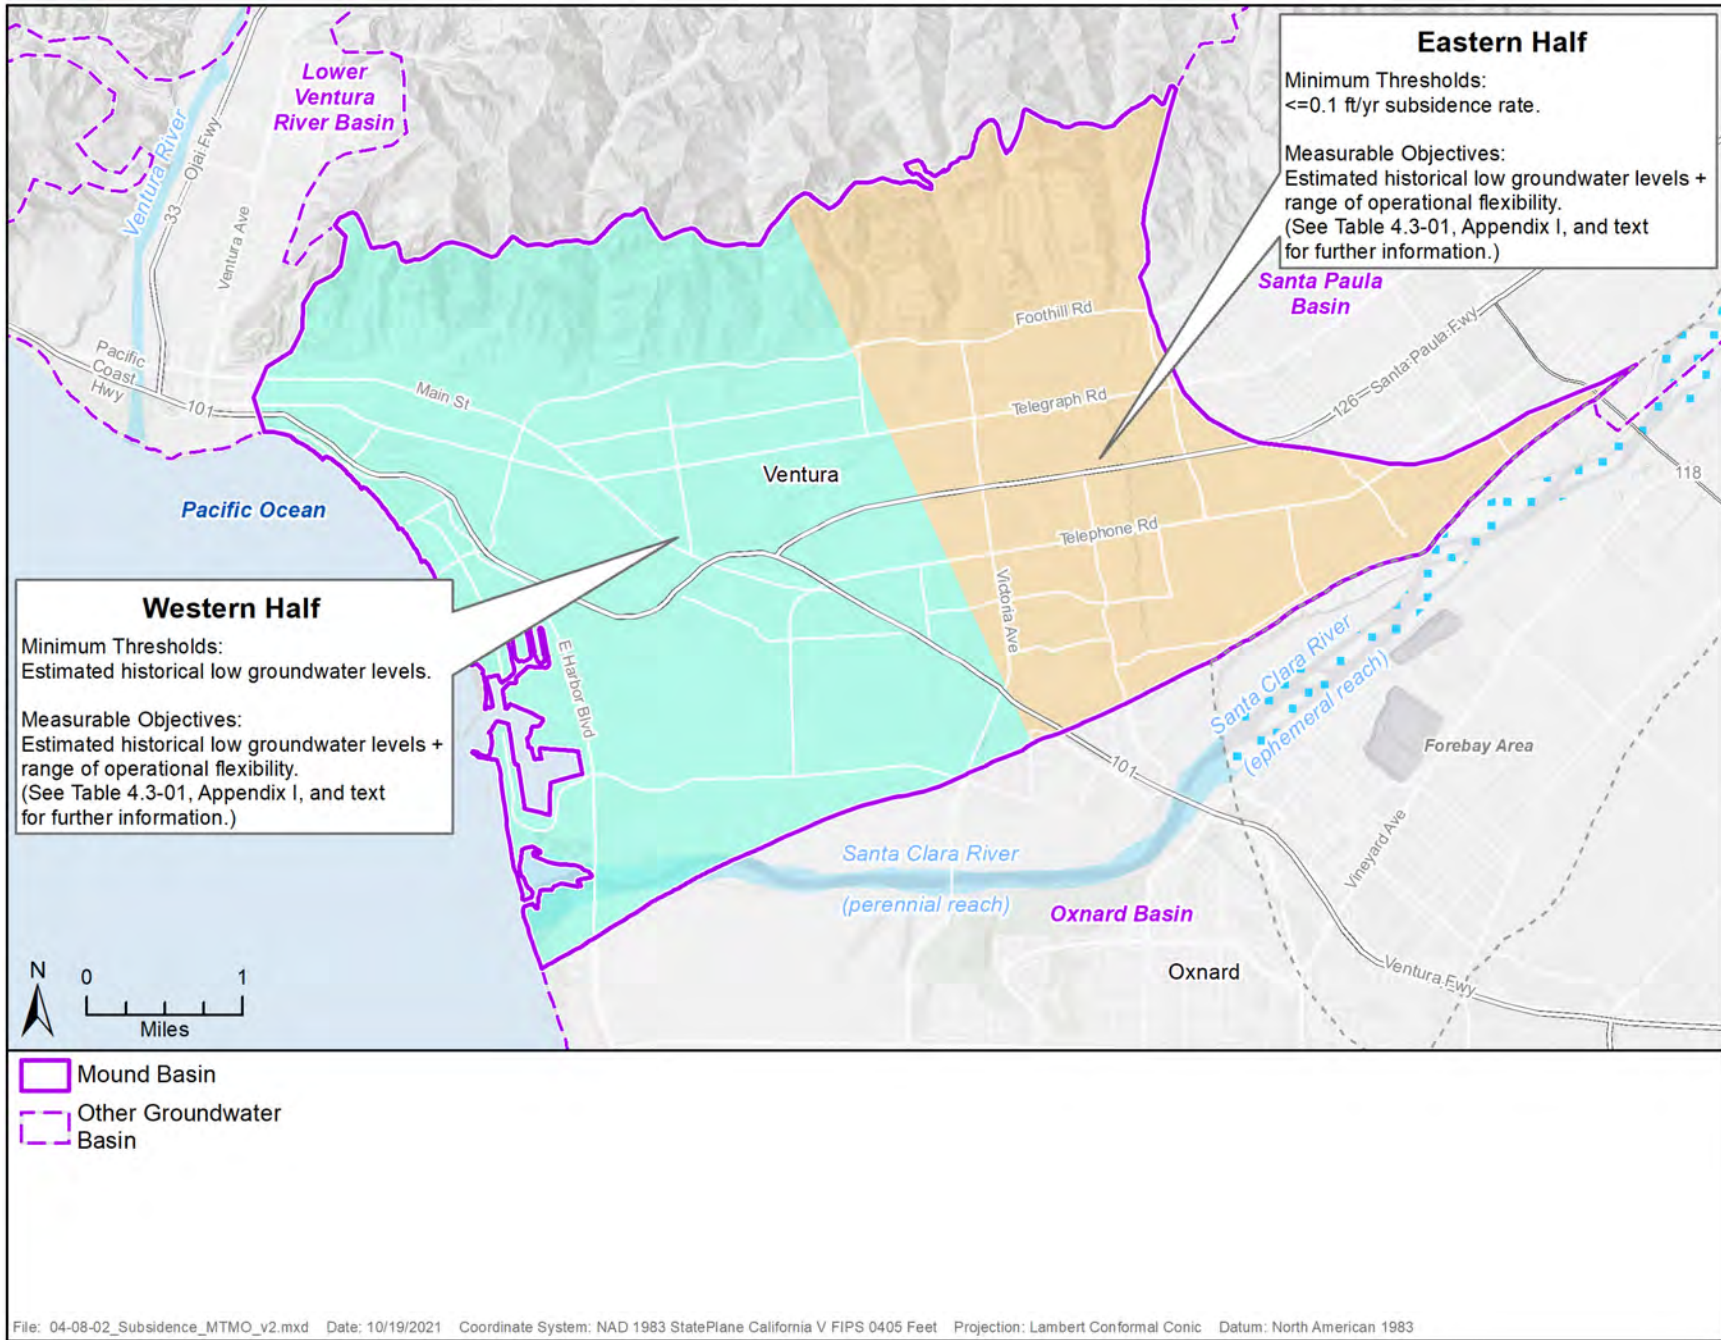 Eastern Half
Minimum Thresholds:
<=0.1 ft/yr subsidence rate.
Measurable Objectives:
Estimated historical low groundwater levels +
range of operational flexibility.
(See Table 4.3-01, Appendix I, and text
for further information.)
Lower
Ventura
River Basin
Ventura River
33
Ojai Fwy
Ventura Ave
Santa Paula
Basin
Foothill Rd
Pacific
Coast
Hwy
101
Main St
Telegraph Rd
126
Santa Paula Fwy
118
Ventura
Pacific Ocean
Telephone Rd
Victoria Ave
Western Half
Minimum Thresholds:
Estimated historical low groundwater levels.
Measurable Objectives:
Estimated historical low groundwater levels +
range of operational flexibility.
(See Table 4.3-01, Appendix I, and text
for further information.)
E Harbor Blvd
Santa Clara River
(ephemeral reach)
Forebay Area
101
Vineyard Ave
Santa Clara River
(perennial reach)
Oxnard Basin
Oxnard
Ventura Fwy
N
0 1
Miles
Mound Basin
Other Groundwater
Basin
File: 04-08-02_Subsidence_MTMO_v2.mxd Date: 10/19/2021 Coordinate System: NAD 1983 StatePlane California V FIPS 0405 Feet Projection: Lambert Conformal Conic Datum: North American 1983